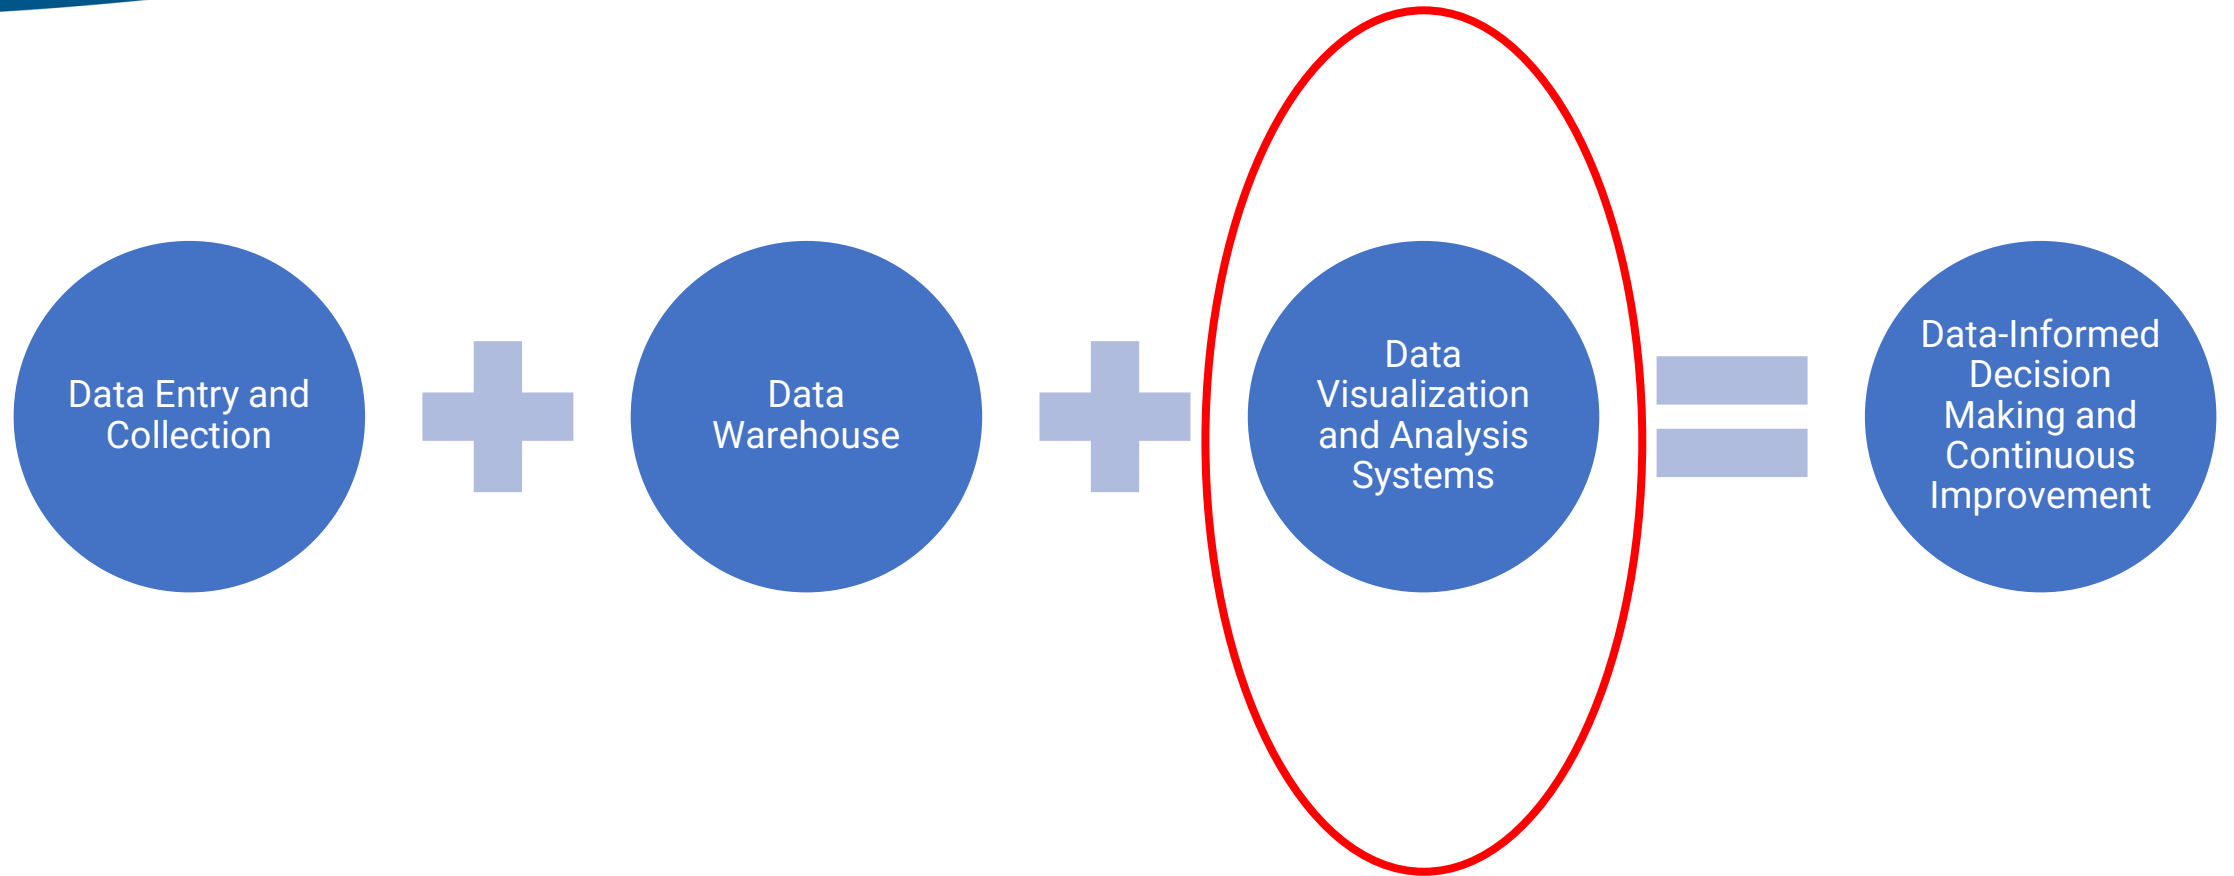 Data Entry and
Collection
Data
Warehouse
Data
Visualization
and Analysis
Systems
Data-Informed
Decision
Making and
Continuous
Improvement